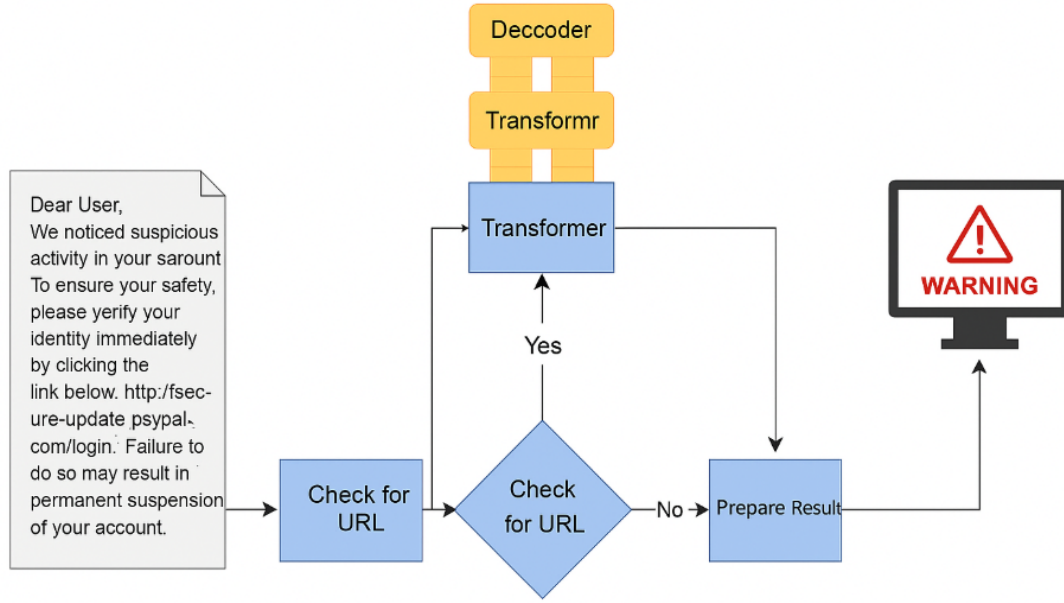 Deccoder
Transformr
Transformer
Dear User,
We noticed suspicious
activity in your sarount
To ensure your safety,
please yerify your
identity immediately
by clicking the
link below. http:/fsec-
ure-update psypal-
com/login. Failure to
do so may result in
permanent suspension
of your account.
Check for
URL
Yes
Check
for URL
No
Prepare Result
WARNING